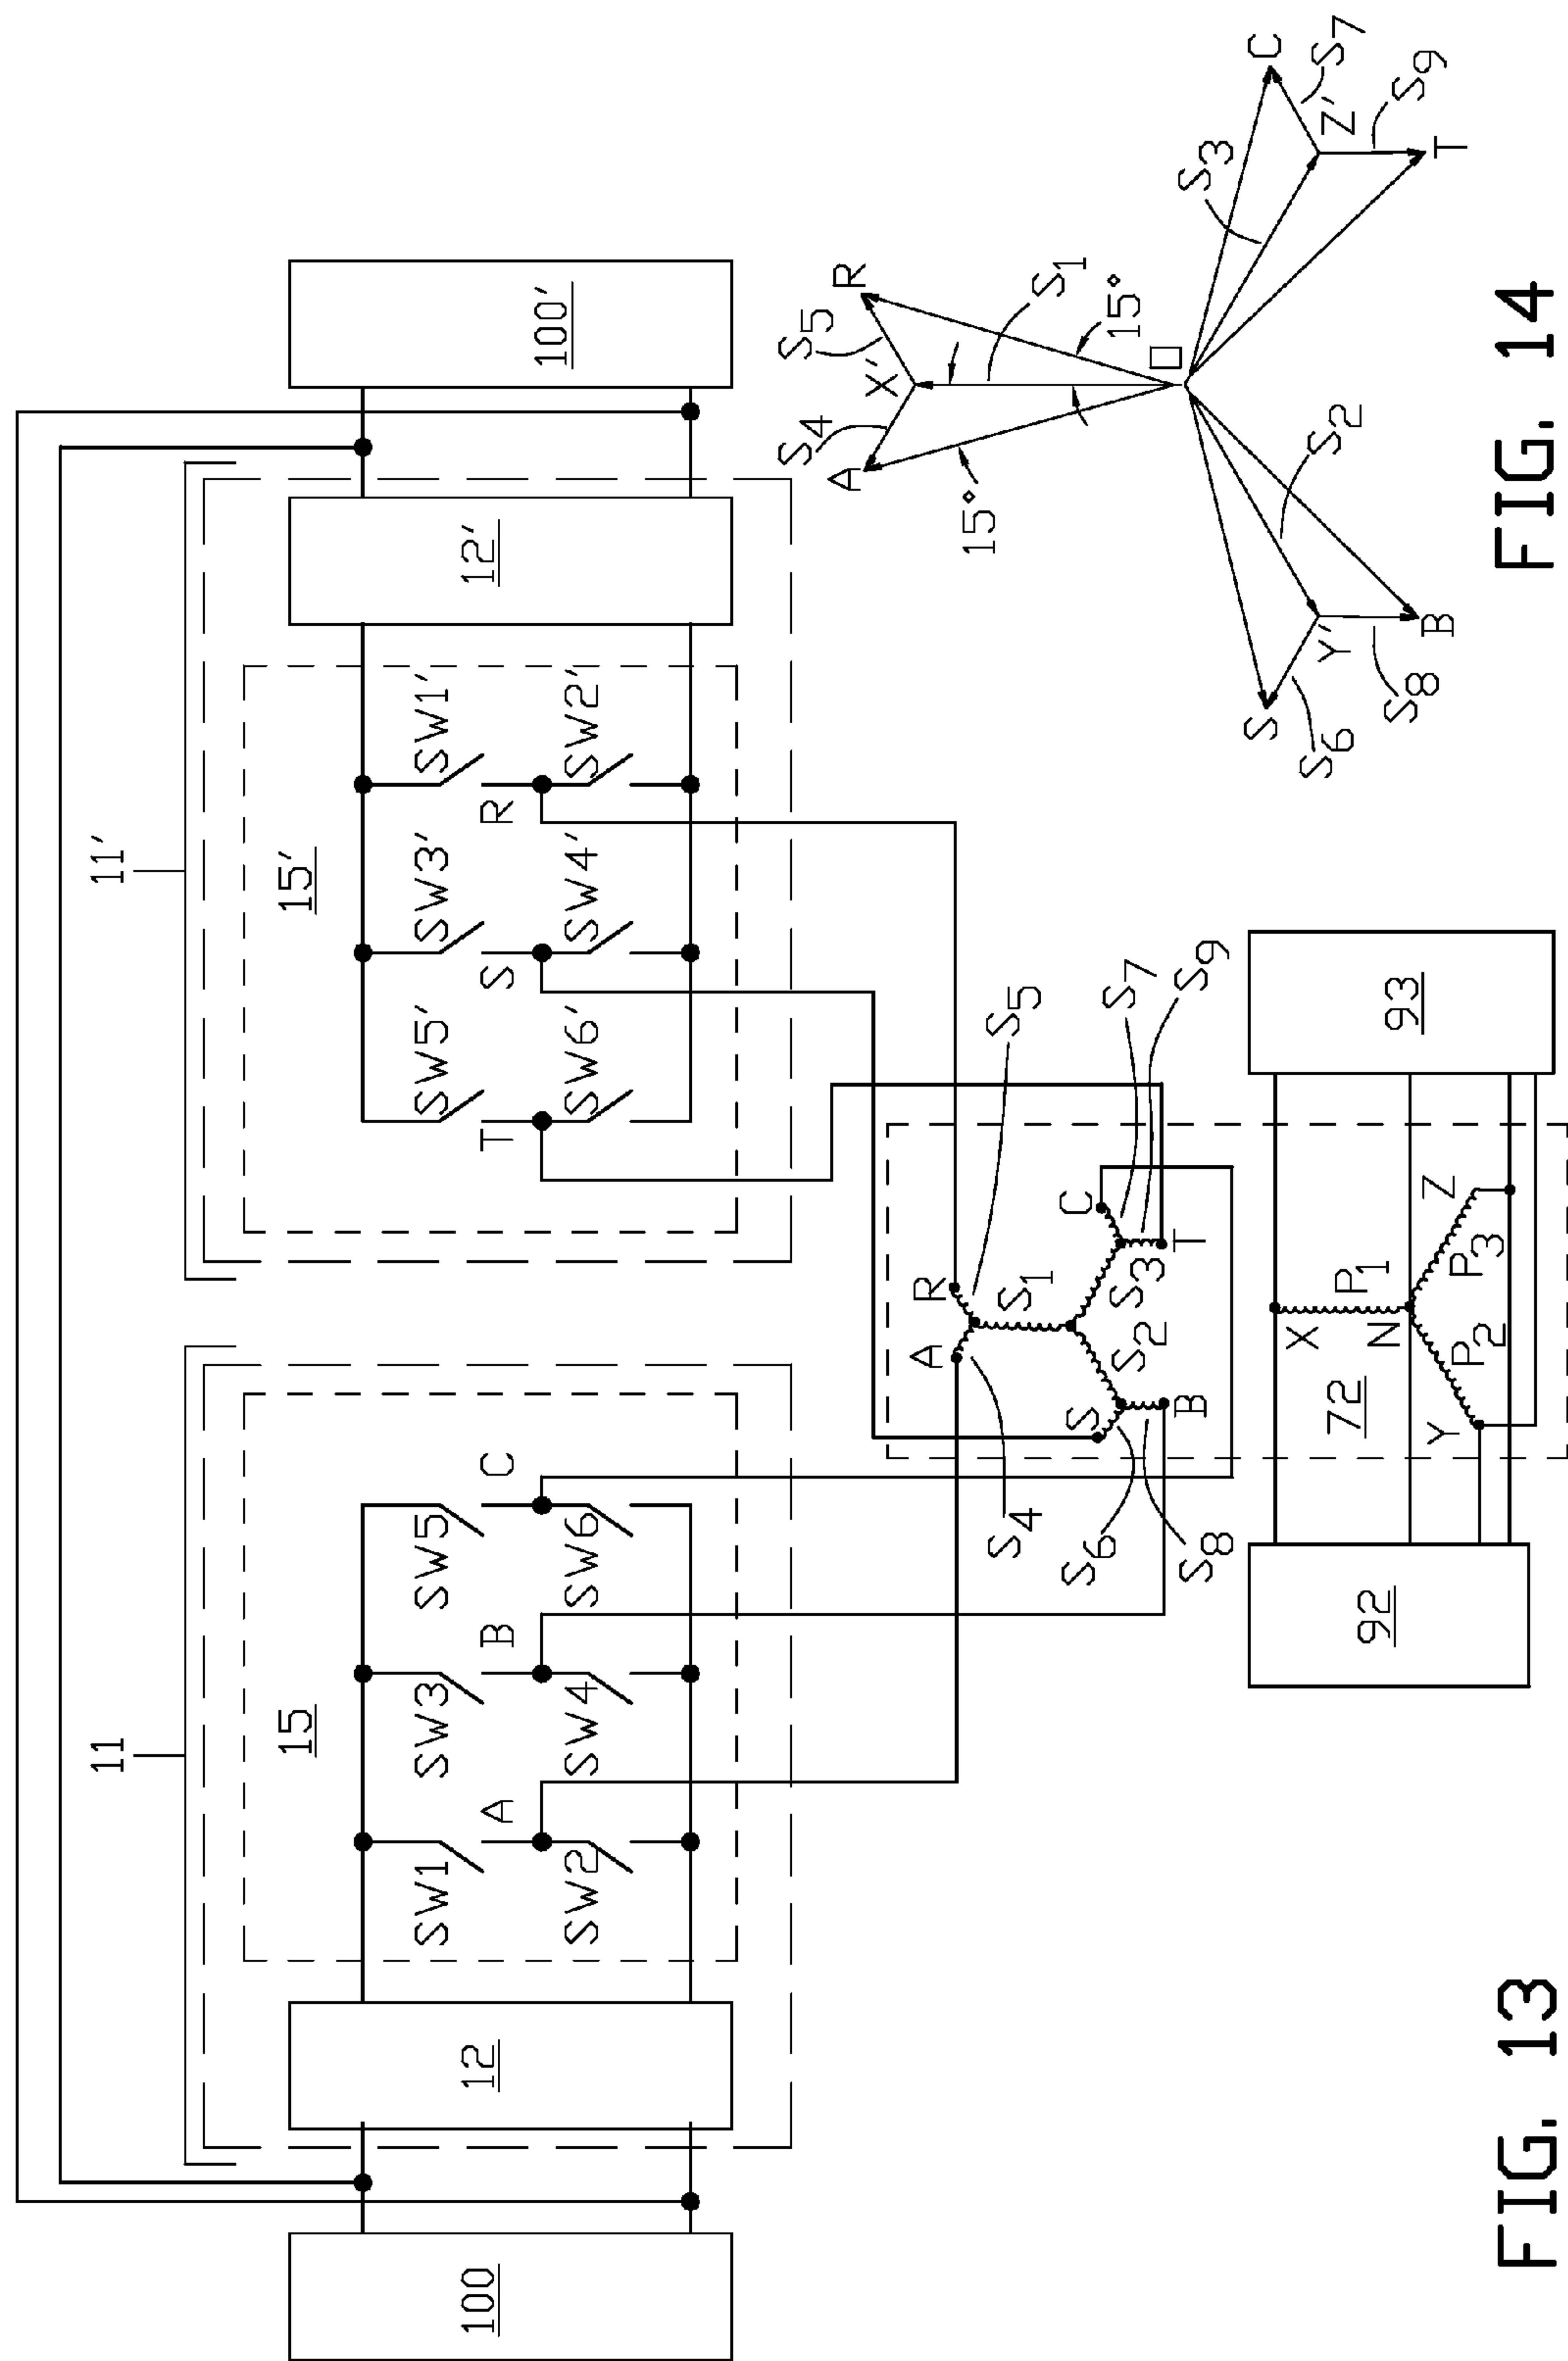 11
11'
100
12
15
SW1
SW3
SW5
A
B
C
SW2
SW4
SW6
15'
SW5'
SW3'
SW1'
T
S
R
SW6'
SW4'
SW2'
12'
100'
A
R
S4
S5
S1
S
C
S6
S2
S3
S7
S8
B
T
S9
92
72
X
P1
N
Y
P2
P3
Z
93
FIG. 13
A
R
S4
X'
S5
15°
S1
15°
O
S
S6
Y'
S8
B
S2
S3
C
Z'
S7
S9
T
FIG. 14